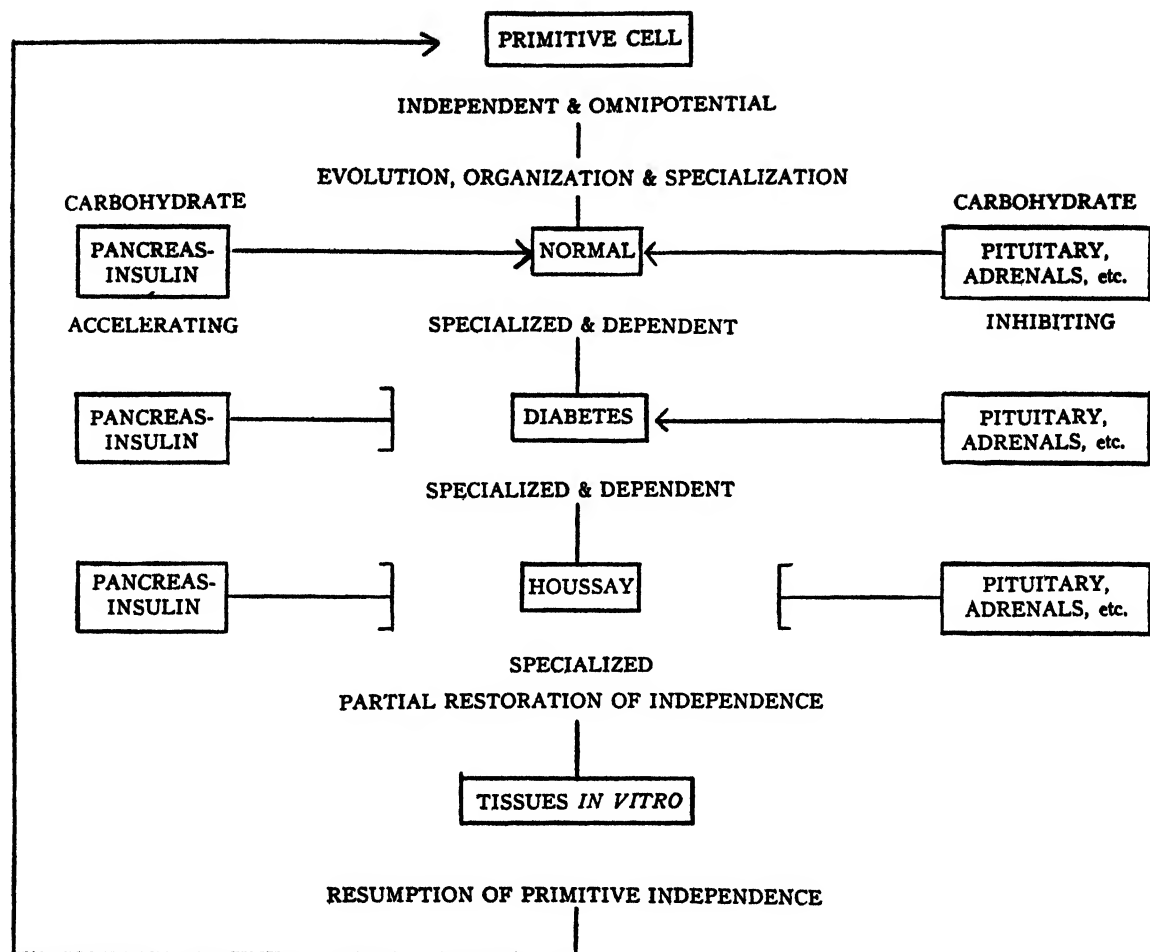 PRIMITIVE CELL
INDEPENDENT & OMNIPOTENTIAL
EVOLUTION, ORGANIZATION & SPECIALIZATION
CARBOHYDRATE
CARBOHYDRATE
PANCREAS-
INSULIN
NORMAL
PITUITARY,
ADRENALS, etc.
ACCELERATING
SPECIALIZED & DEPENDENT
INHIBITING
PANCREAS-
INSULIN
DIABETES
PITUITARY,
ADRENALS, etc.
SPECIALIZED & DEPENDENT
PANCREAS-
INSULIN
HOUSSAY
PITUITARY,
ADRENALS, etc.
SPECIALIZED
PARTIAL RESTORATION OF INDEPENDENCE
TISSUES IN VITRO
RESUMPTION OF PRIMITIVE INDEPENDENCE